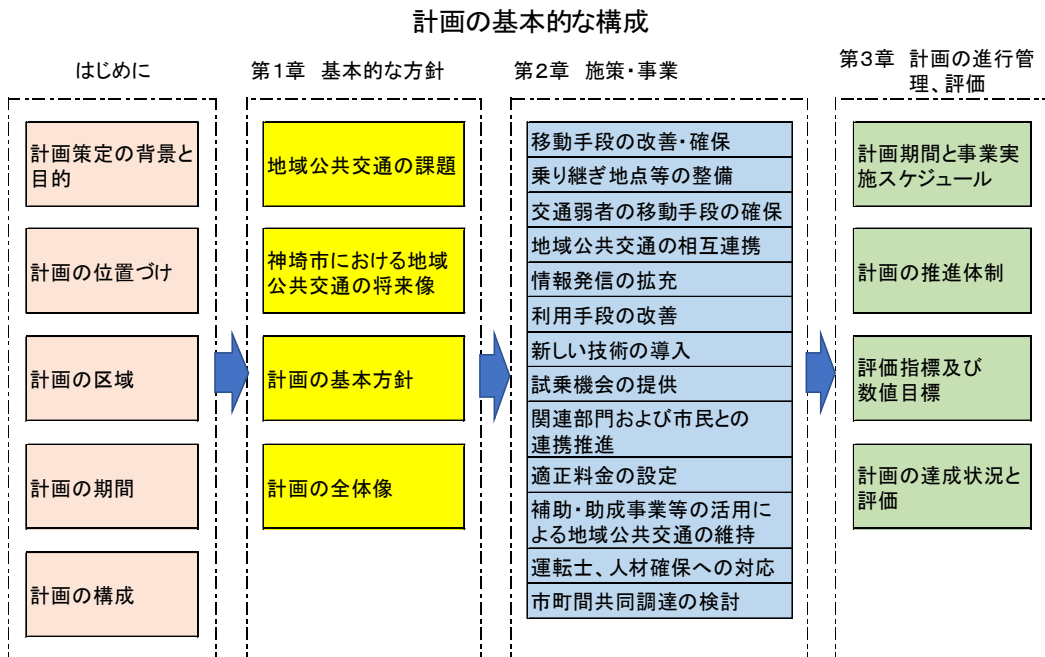 計画の基本的な構成
はじめに
計画策定の背景と
目的
計画の位置づけ
計画の区域
計画の期間
計画の構成
第1章 基本的な方針
地域公共交通の課題
神埼市における地域
公共交通の将来像
計画の基本方針
計画の全体像
第2章 施策・事業
移動手段の改善・確保
乗り継ぎ地点等の整備
交通弱者の移動手段の確保
地域公共交通の相互連携
情報発信の拡充
利用手段の改善
新しい技術の導入
試乗機会の提供
関連部門および市民との
連携推進
適正料金の設定
補助・助成事業等の活用に
よる地域公共交通の維持
運転士、人材確保への対応
市町間共同調達の検討
第3章 計画の進行管
理、評価
計画期間と事業実
施スケジュール
計画の推進体制
評価指標及び
数値目標
計画の達成状況と
評価